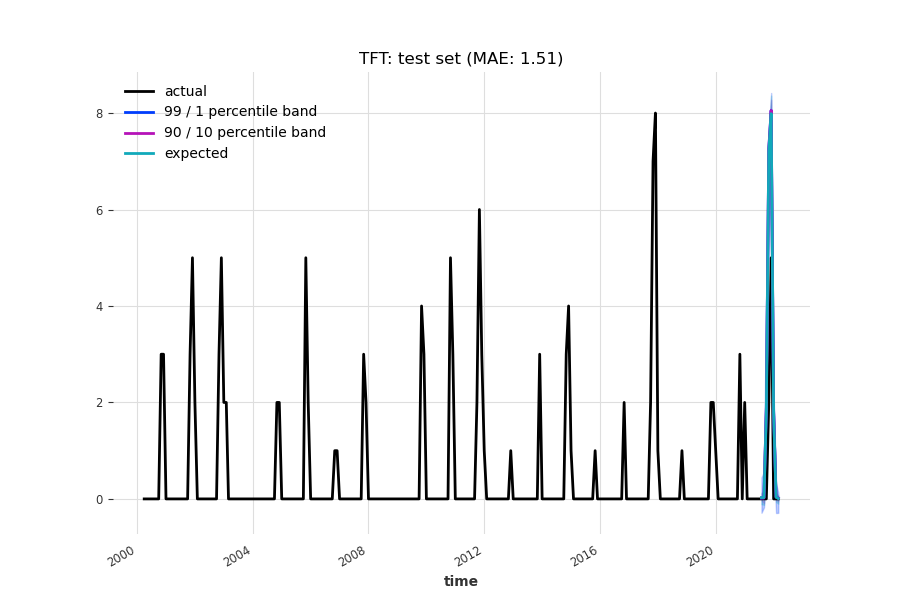 TFT: test set (MAE: 1.51)
actual
99 / 1 percentile band
90 / 10 percentile band
expected
8
6
4
2
0
2000
2004
2008
2012
2016
2020
time